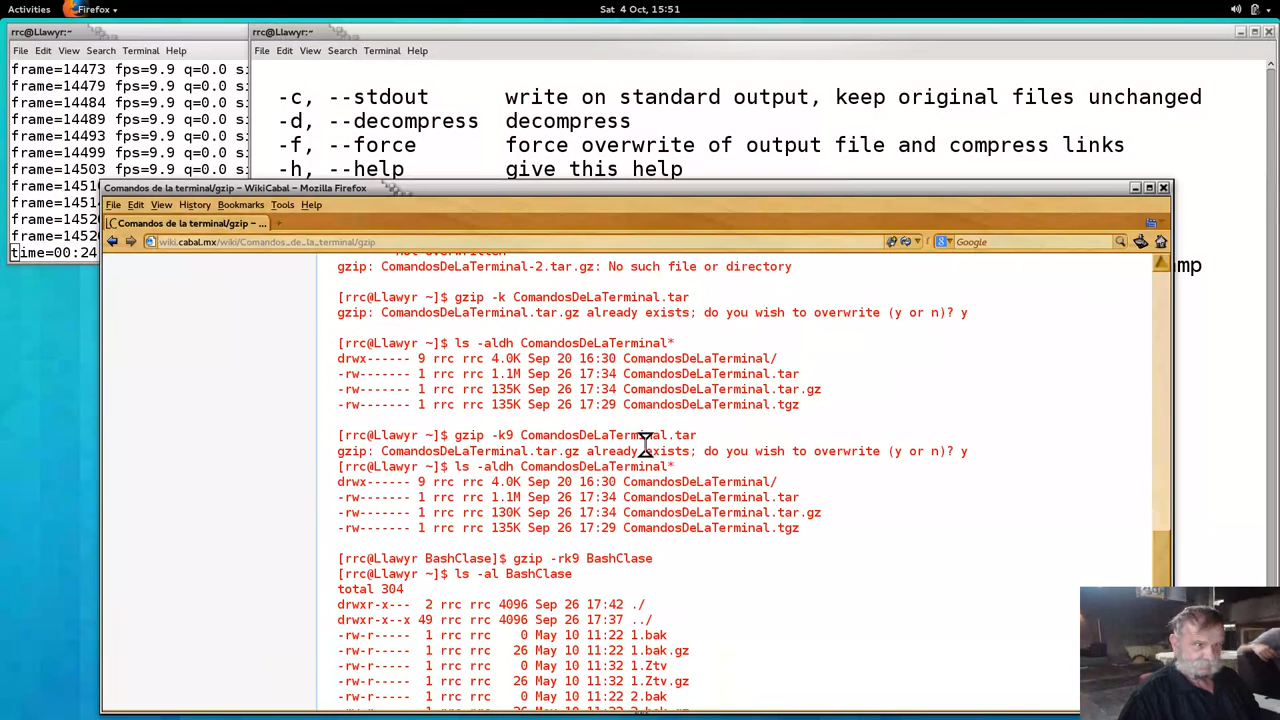 Activities Firefox Sat 4 Oct, 15:51
rrc@Llawyr:~
File Edit View Search Terminal Help
frame=14473 fps=9.9 q=0.0 si
frame=14479 fps=9.9 q=0.0 si
frame=14484 fps=9.9 q=0.0 si
frame=14489 fps=9.9 q=0.0 si
frame=14493 fps=9.9 q=0.0 si
frame=14499 fps=9.9 q=0.0 si
frame=14503 fps=9.9 q=0.0 si
frame=14510
frame=1451
frame=1452
frame=1452
time=00:24
rrc@Llawyr:~
File Edit View Search Terminal Help
-c, --stdout write on standard output, keep original files unchanged
-d, --decompress decompress
-f, --force force overwrite of output file and compress links
-h, --help give this help
Comandos de la terminal/gzip – WikiCabal – Mozilla Firefox
File Edit View History Bookmarks Tools Help
Comandos de la terminal/gzip – ...
wiki.cabal.mx/wiki/Comandos_de_la_terminal/gzip Google
not overwritten
gzip: ComandosDeLaTerminal-2.tar.gz: No such file or directory
[rrc@Llawyr ~]$ gzip -k ComandosDeLaTerminal.tar
gzip: ComandosDeLaTerminal.tar.gz already exists; do you wish to overwrite (y or n)? y
[rrc@Llawyr ~]$ ls -aldh ComandosDeLaTerminal*
drwx------ 9 rrc rrc 4.0K Sep 20 16:30 ComandosDeLaTerminal/
-rw------- 1 rrc rrc 1.1M Sep 26 17:34 ComandosDeLaTerminal.tar
-rw------- 1 rrc rrc 135K Sep 26 17:34 ComandosDeLaTerminal.tar.gz
-rw------- 1 rrc rrc 135K Sep 26 17:29 ComandosDeLaTerminal.tgz
[rrc@Llawyr ~]$ gzip -k9 ComandosDeLaTerminal.tar
gzip: ComandosDeLaTerminal.tar.gz already exists; do you wish to overwrite (y or n)? y
[rrc@Llawyr ~]$ ls -aldh ComandosDeLaTerminal*
drwx------ 9 rrc rrc 4.0K Sep 20 16:30 ComandosDeLaTerminal/
-rw------- 1 rrc rrc 1.1M Sep 26 17:34 ComandosDeLaTerminal.tar
-rw------- 1 rrc rrc 130K Sep 26 17:34 ComandosDeLaTerminal.tar.gz
-rw------- 1 rrc rrc 135K Sep 26 17:29 ComandosDeLaTerminal.tgz
[rrc@Llawyr BashClase]$ gzip -rk9 BashClase
[rrc@Llawyr ~]$ ls -al BashClase
total 304
drwxr-x--- 2 rrc rrc 4096 Sep 26 17:42 ./
drwxr-x--x 49 rrc rrc 4096 Sep 26 17:37 ../
-rw-r----- 1 rrc rrc 0 May 10 11:22 1.bak
-rw-r----- 1 rrc rrc 26 May 10 11:22 1.bak.gz
-rw-r----- 1 rrc rrc 0 May 10 11:32 1.Ztv
-rw-r----- 1 rrc rrc 26 May 10 11:32 1.Ztv.gz
-rw-r----- 1 rrc rrc 0 May 10 11:22 2.bak
mp